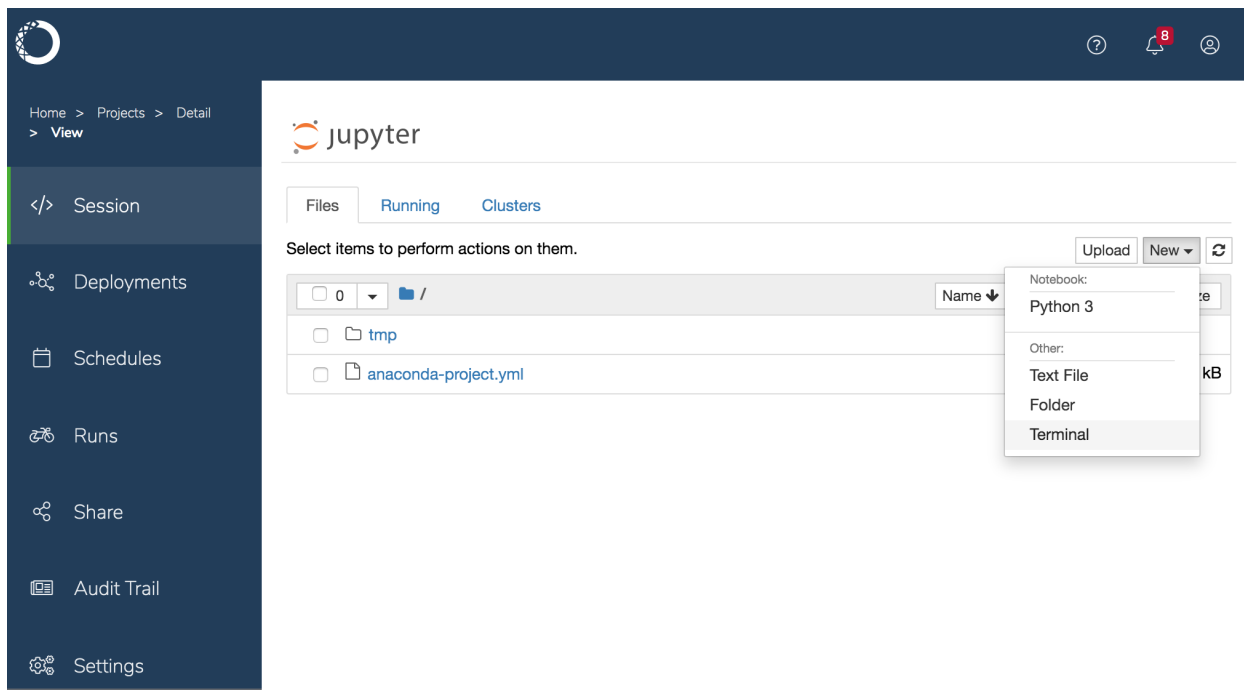 8
Home > Projects > Detail
> View
jupyter
</> Session
Files Running Clusters
Select items to perform actions on them.
Upload New
Deployments
0 /
Name
ze
Notebook:
Python 3
tmp
Schedules
Other:
Text File
anaconda-project.yml
kB
Folder
Terminal
Runs
Share
Audit Trail
Settings